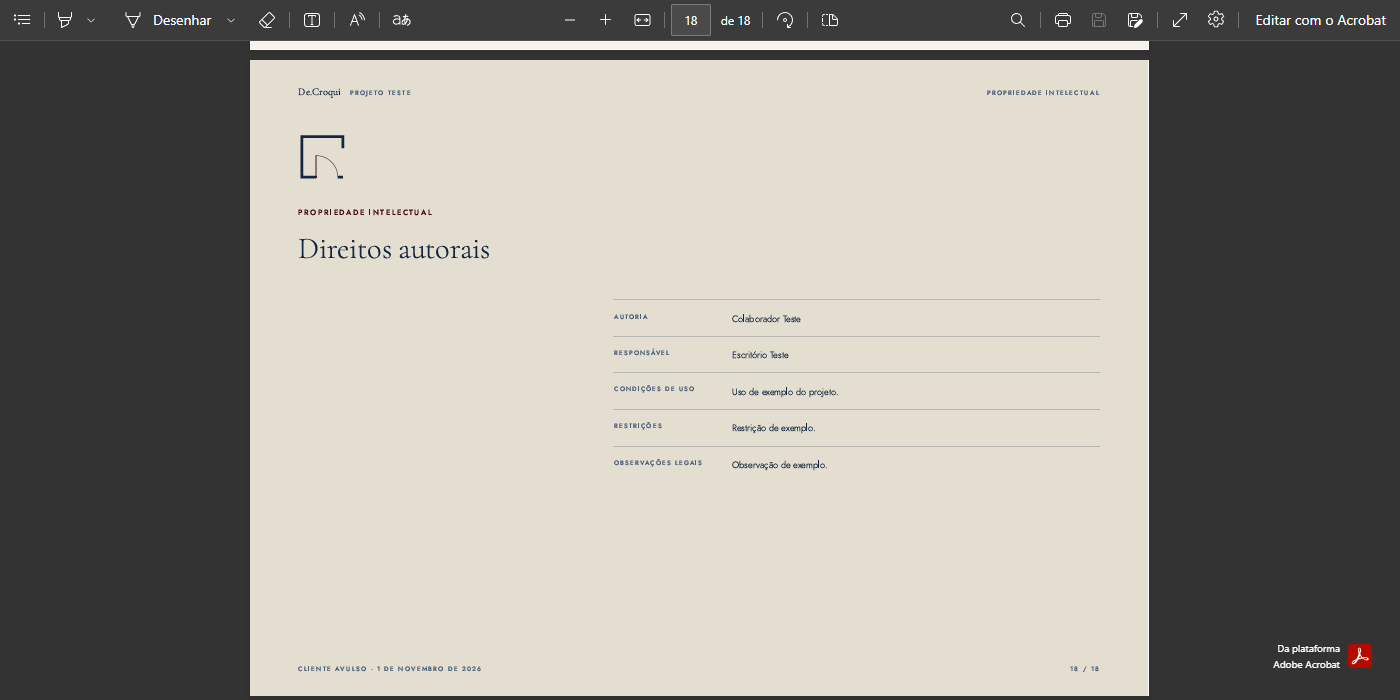 Desenhar
aあ
18 de 18
Editar com o Acrobat
De.Croqui PROJETO TESTE
PROPRIEDADE INTELECTUAL
PROPRIEDADE INTELECTUAL
Direitos autorais
AUTORIA Colaborador Teste
RESPONSÁVEL Escritório Teste
CONDIÇÕES DE USO Uso de exemplo do projeto.
RESTRIÇÕES Restrição de exemplo.
OBSERVAÇÕES LEGAIS Observação de exemplo.
CLIENTE AVULSO - 1 DE NOVEMBRO DE 2026
18 / 18
Da plataforma
Adobe Acrobat